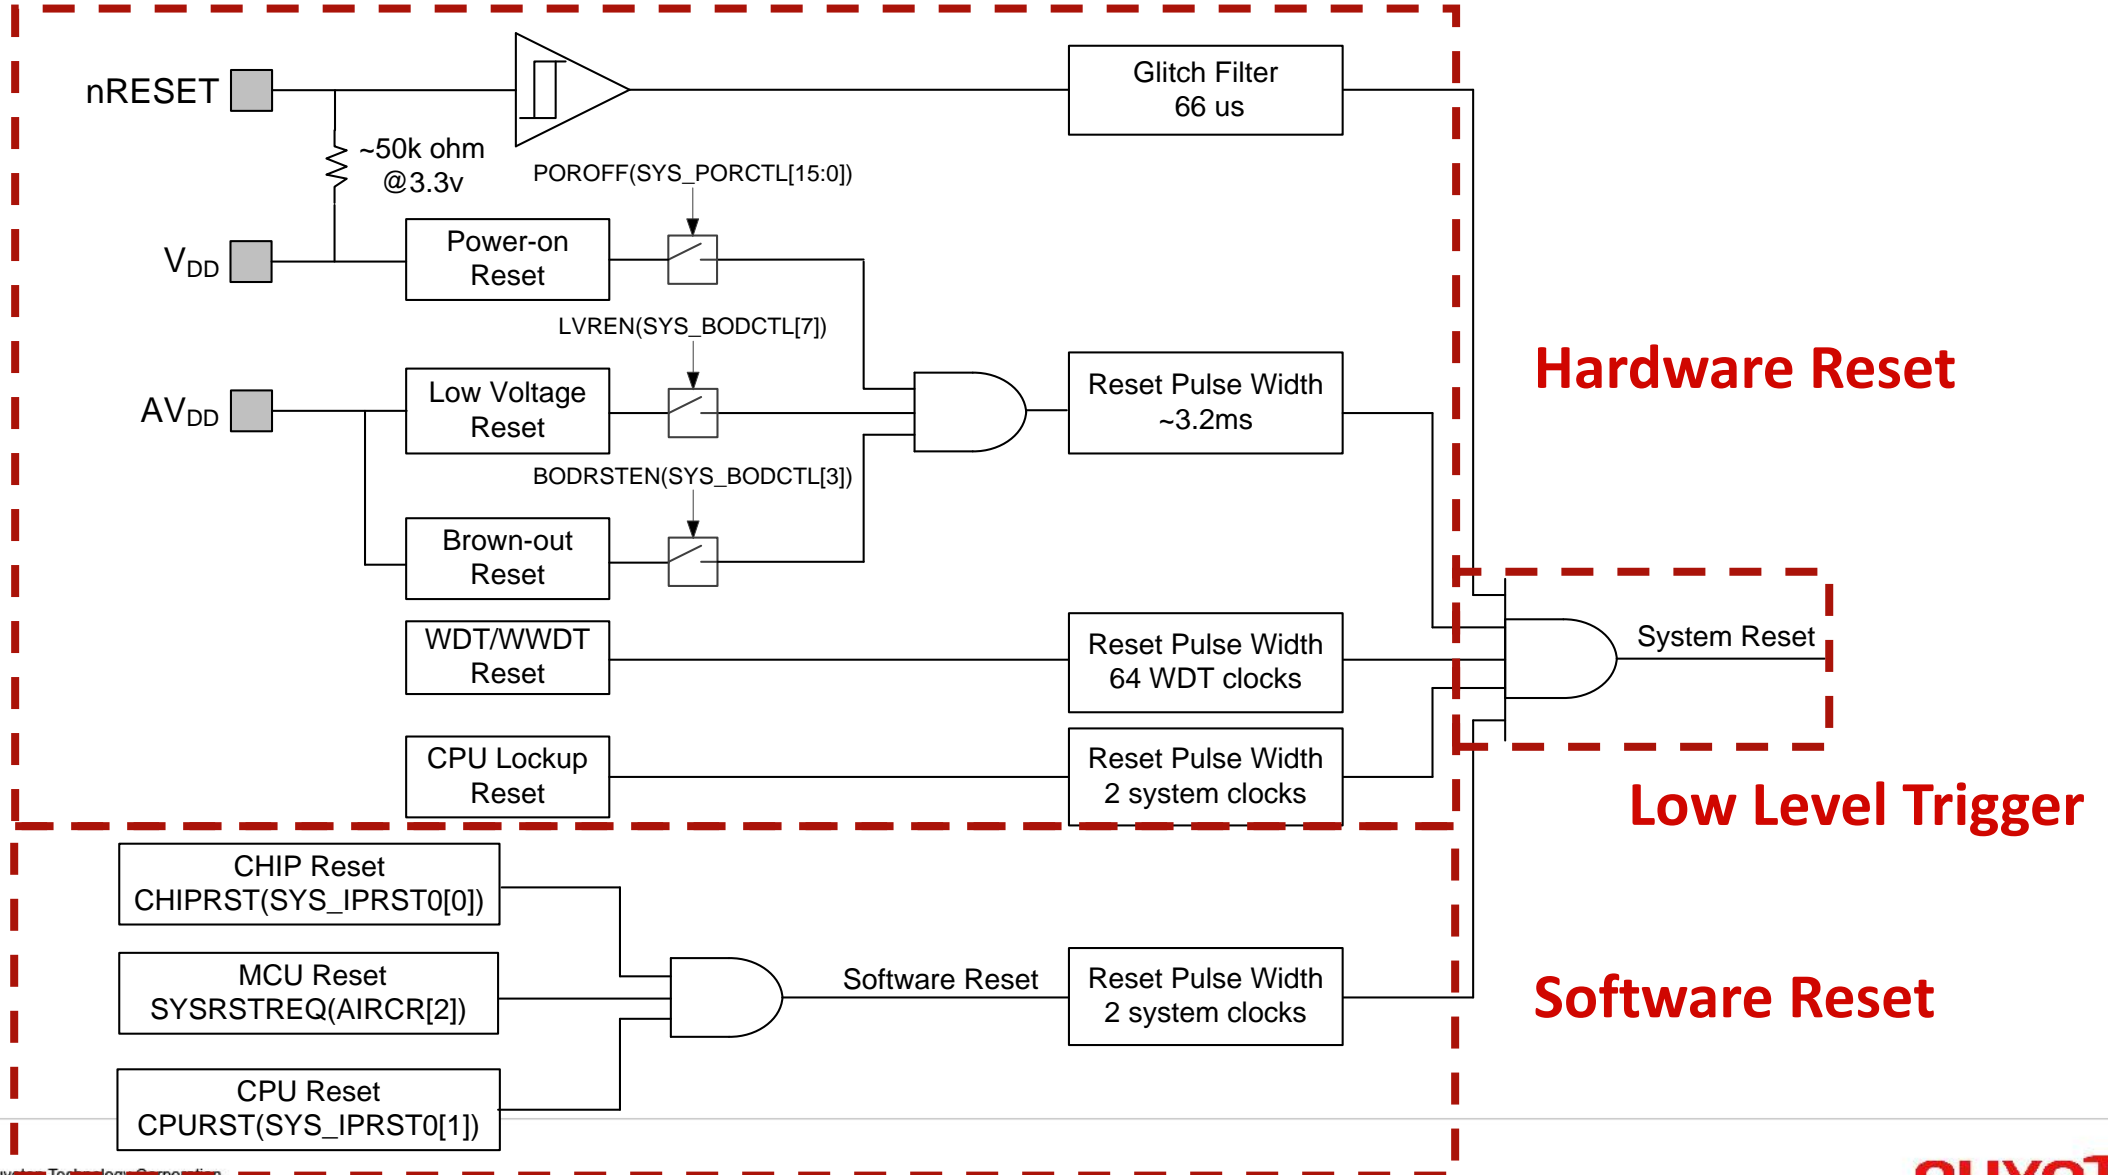 nRESET
Glitch Filter
66 us
~50k ohm
@3.3v
POROFF(SYS_PORCTL[15:0])
VDD
Power-on
Reset
LVREN(SYS_BODCTL[7])
AVDD
Low Voltage
Reset
Reset Pulse Width
~3.2ms
Hardware Reset
BODRSTEN(SYS_BODCTL[3])
Brown-out
Reset
WDT/WWDT
Reset
Reset Pulse Width
64 WDT clocks
System Reset
CPU Lockup
Reset
Reset Pulse Width
2 system clocks
Low Level Trigger
CHIP Reset
CHIPRST(SYS_IPRST0[0])
MCU Reset
SYSRSTREQ(AIRCR[2])
Software Reset
Reset Pulse Width
2 system clocks
Software Reset
CPU Reset
CPURST(SYS_IPRST0[1])